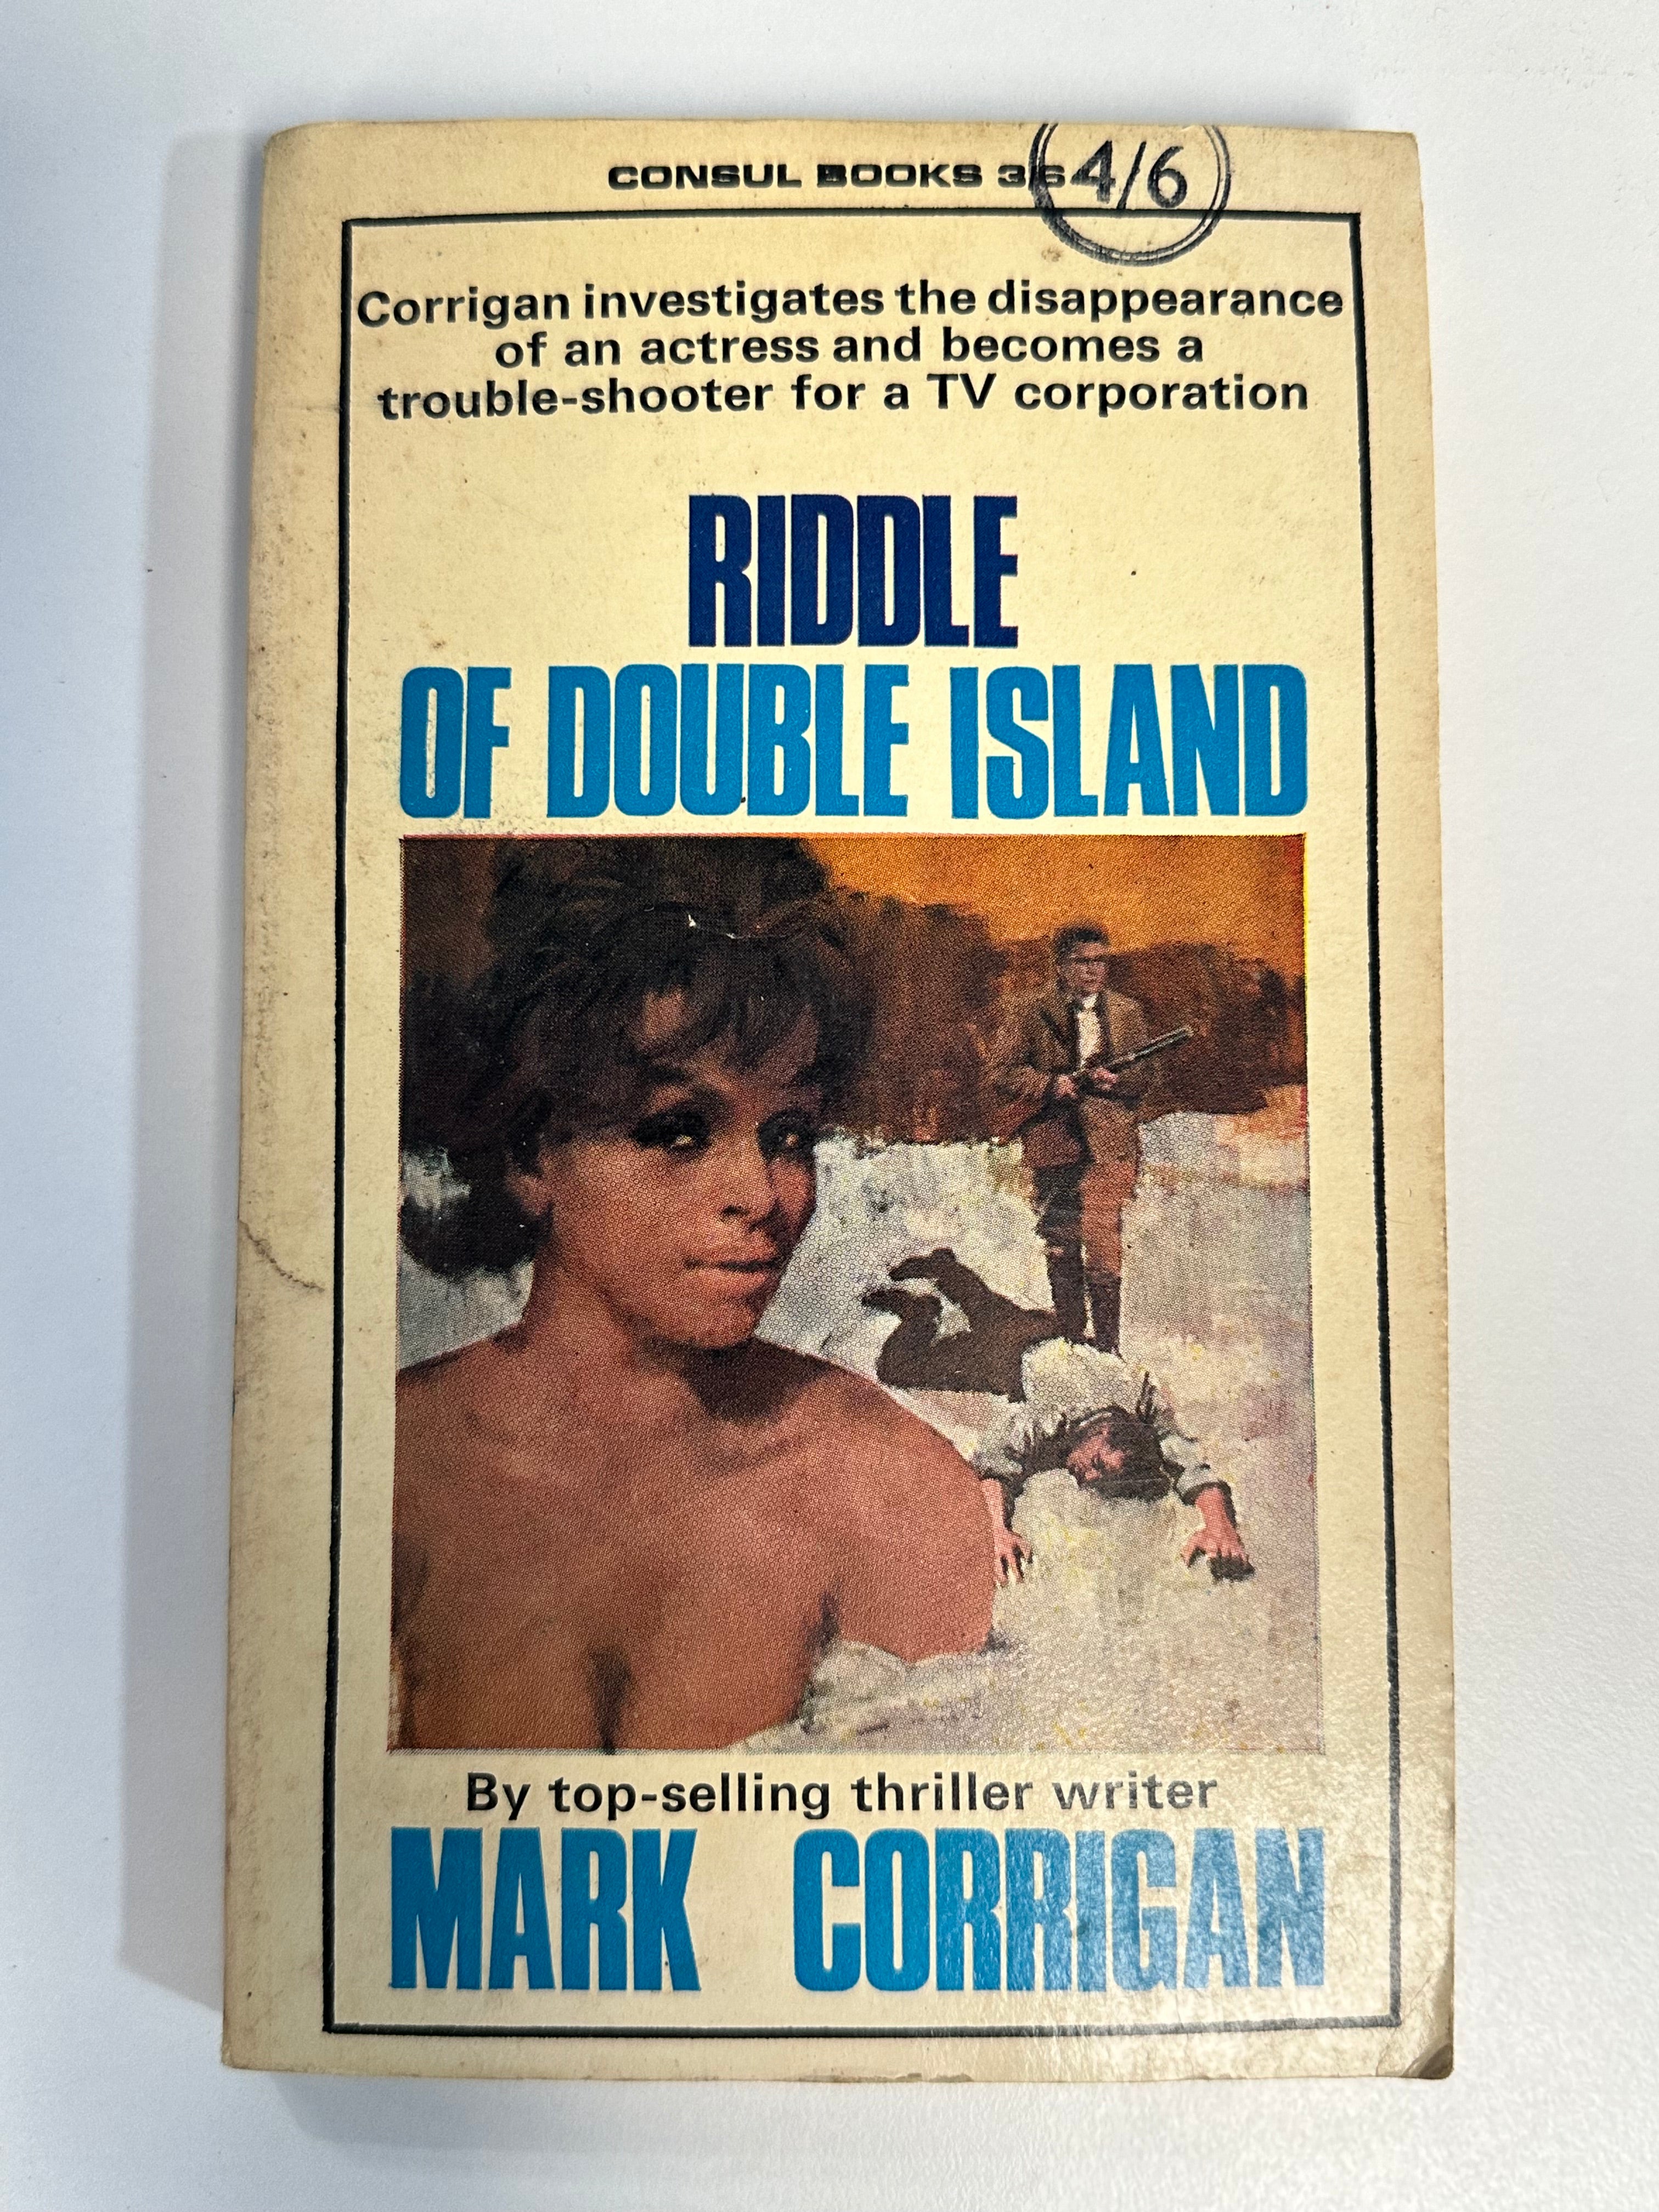 CONSUL BOOKS 3/6
4/6
Corrigan investigates the disappearance
of an actress and becomes a
trouble-shooter for a TV corporation
RIDDLE
OF DOUBLE ISLAND
By top-selling thriller writer
MARK CORRIGAN